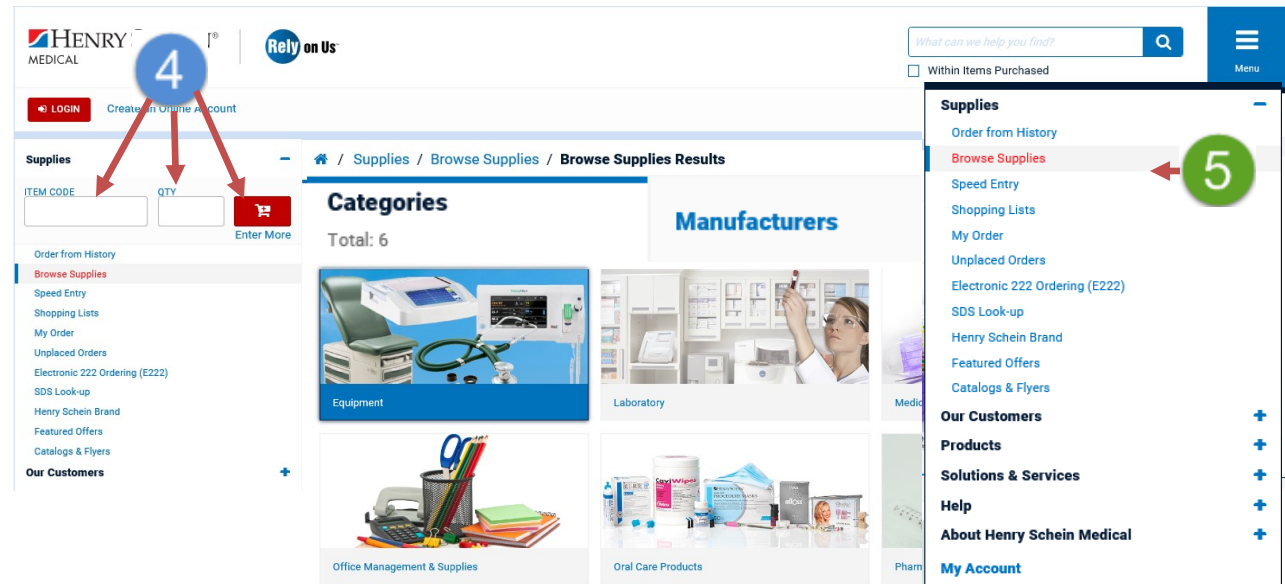 HENRY
MEDICAL
Rely on Us
What can we help you find?
Within Items Purchased
Menu
4
LOGIN
Create an Online Account
Supplies
ITEM CODE
QTY
Enter More
Order from History
Browse Supplies
Speed Entry
Shopping Lists
My Order
Unplaced Orders
Electronic 222 Ordering (E222)
SDS Look-up
Henry Schein Brand
Featured Offers
Catalogs & Flyers
Our Customers
/ Supplies / Browse Supplies / Browse Supplies Results
Categories
Total: 6
Manufacturers
Equipment
Laboratory
Medic
Office Management & Supplies
Oral Care Products
CaviWipes
Pharm
Supplies
Order from History
Browse Supplies
5
Speed Entry
Shopping Lists
My Order
Unplaced Orders
Electronic 222 Ordering (E222)
SDS Look-up
Henry Schein Brand
Featured Offers
Catalogs & Flyers
Our Customers
Products
Solutions & Services
Help
About Henry Schein Medical
My Account